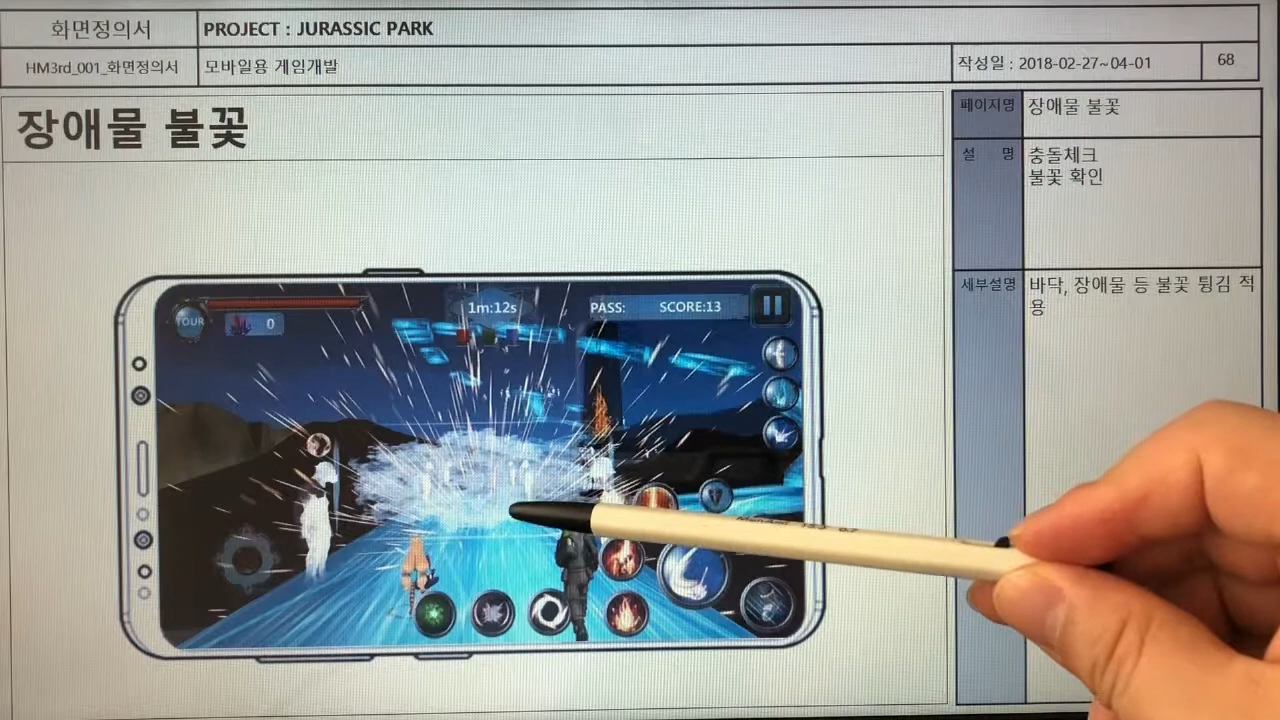 화면정의서
PROJECT : JURASSIC PARK
HM3rd_001_화면정의서
모바일용 게임개발
작성일 : 2018-02-27~04-01
68
장애물 불꽃
페이지명
장애물 불꽃
설 명
충돌체크
불꽃 확인
세부설명
바닥, 장애물 등 불꽃 튕김 적
용
YOUR
0
1m:12s
PASS:
SCORE:13